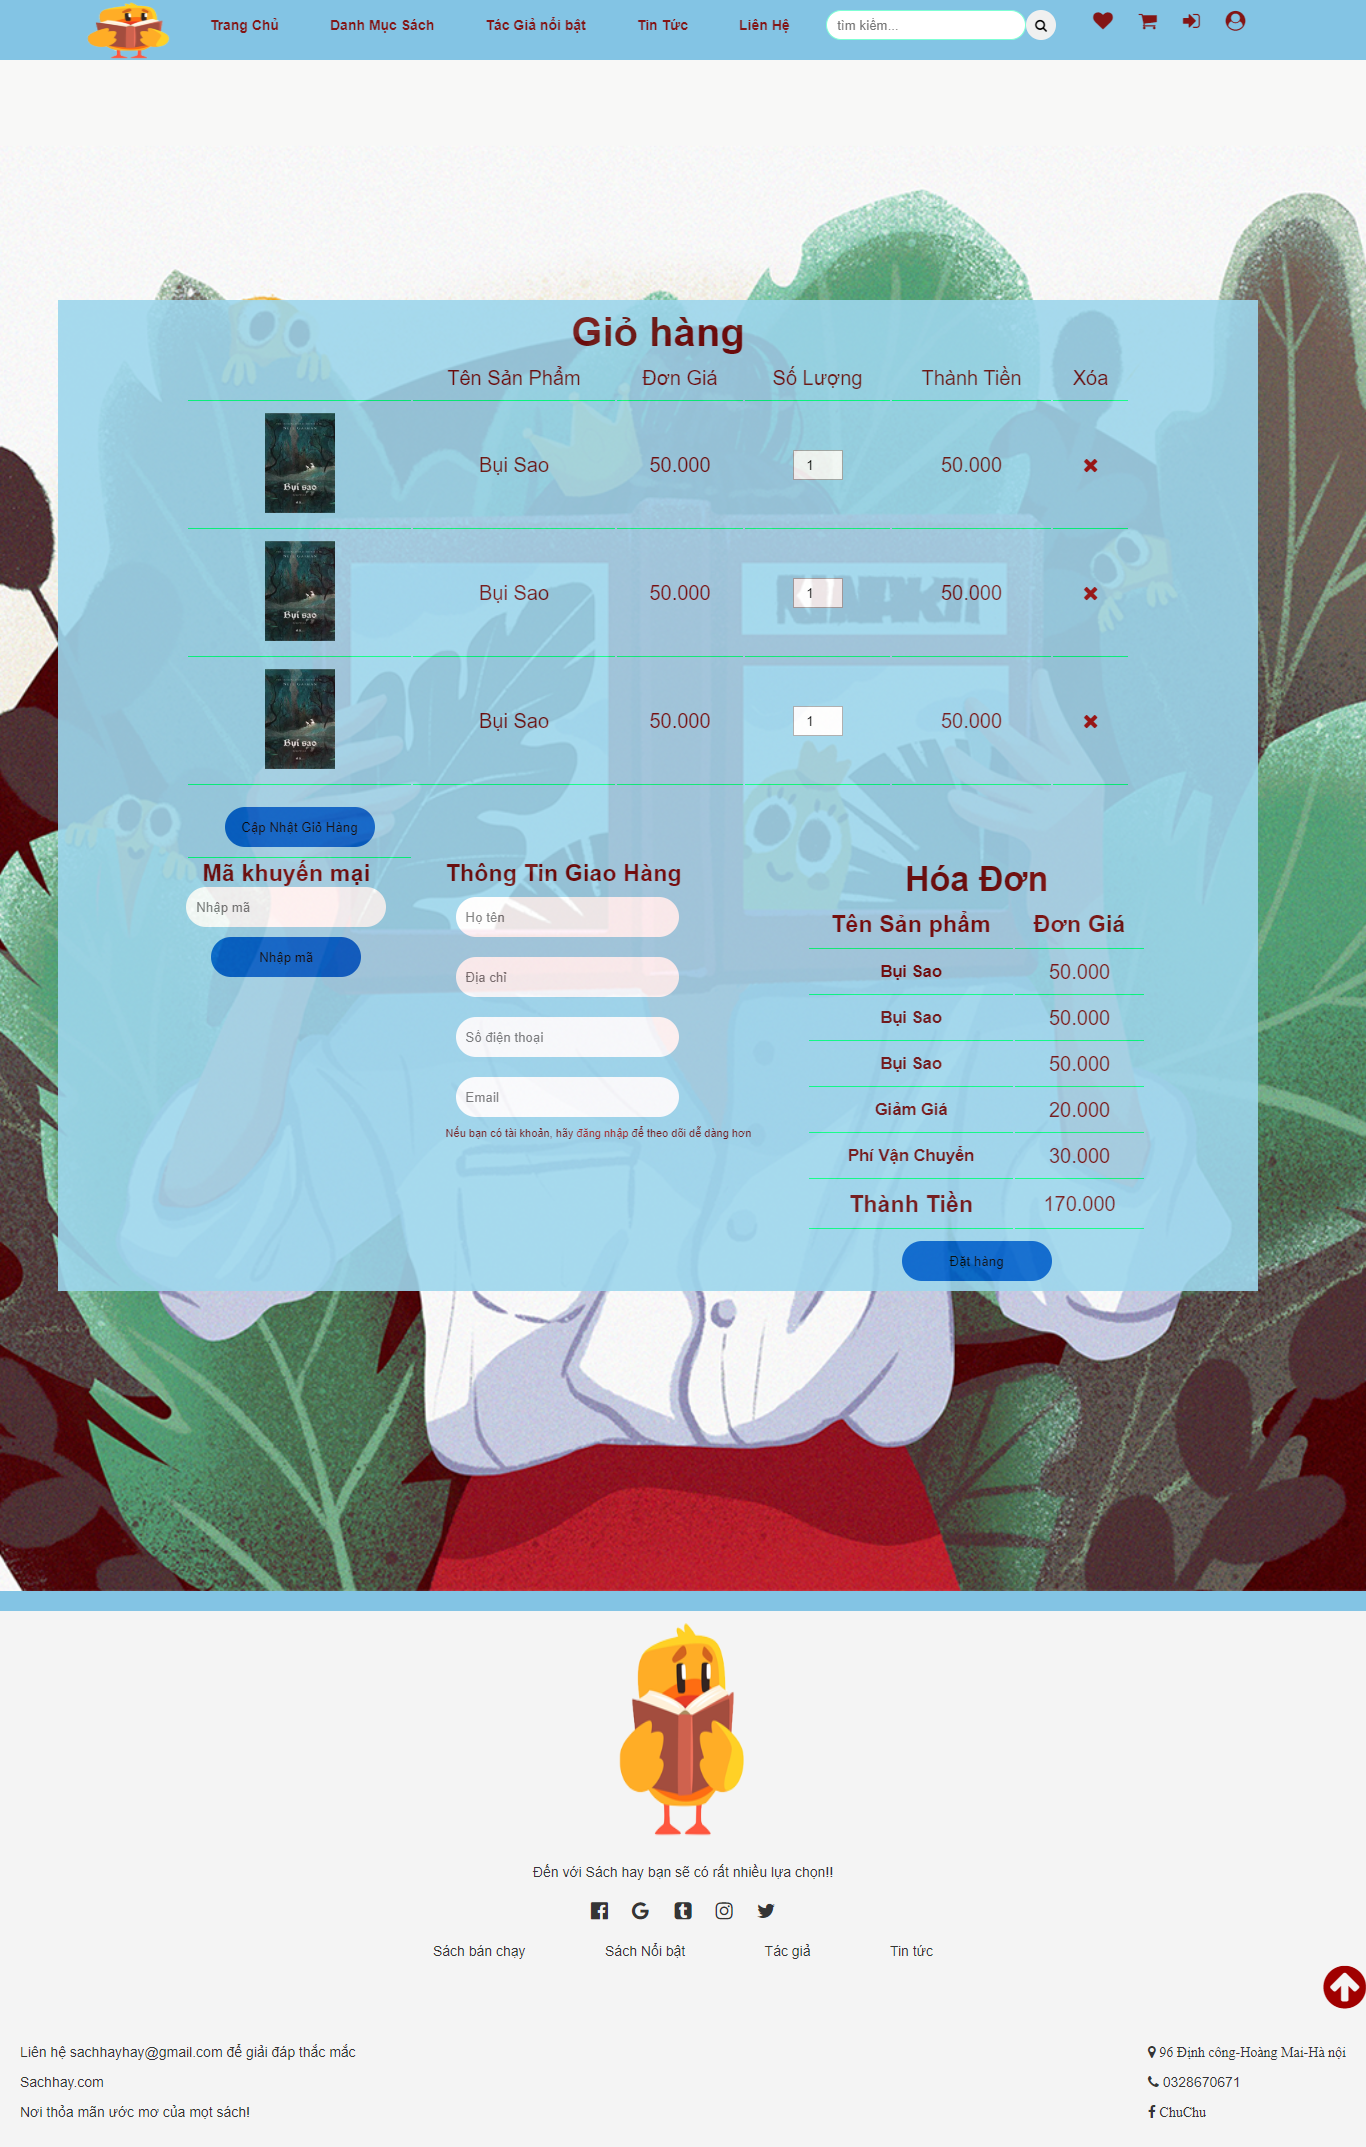 Trang Chủ Danh Mục Sách Tác Giả nổi bật Tin Tức Liên Hệ tìm kiếm...
Giỏ hàng
Tên Sản Phẩm Đơn Giá Số Lượng Thành Tiền Xóa
Bụi sao
Bụi Sao 50.000 1 50.000
Bụi sao
Bụi Sao 50.000 1 50.000
Bụi sao
Bụi Sao 50.000 1 50.000
Cập Nhật Giỏ Hàng
Mã khuyến mại
Nhập mã
Nhập mã
Thông Tin Giao Hàng
Họ tên
Địa chỉ
Số điện thoại
Email
Nếu bạn có tài khoản, hãy đăng nhập để theo dõi dễ dàng hơn
Hóa Đơn
Tên Sản phẩm Đơn Giá
Bụi Sao 50.000
Bụi Sao 50.000
Bụi Sao 50.000
Giảm Giá 20.000
Phí Vận Chuyển 30.000
Thành Tiền 170.000
Đặt hàng
Đến với Sách hay bạn sẽ có rất nhiều lựa chọn!!
Sách bán chạy Sách Nổi bật Tác giả Tin tức
Liên hệ sachhayhay@gmail.com để giải đáp thắc mắc
Sachhay.com
Nơi thỏa mãn ước mơ của mọt sách!
96 Định công-Hoàng Mai-Hà nội
0328670671
ChuChu